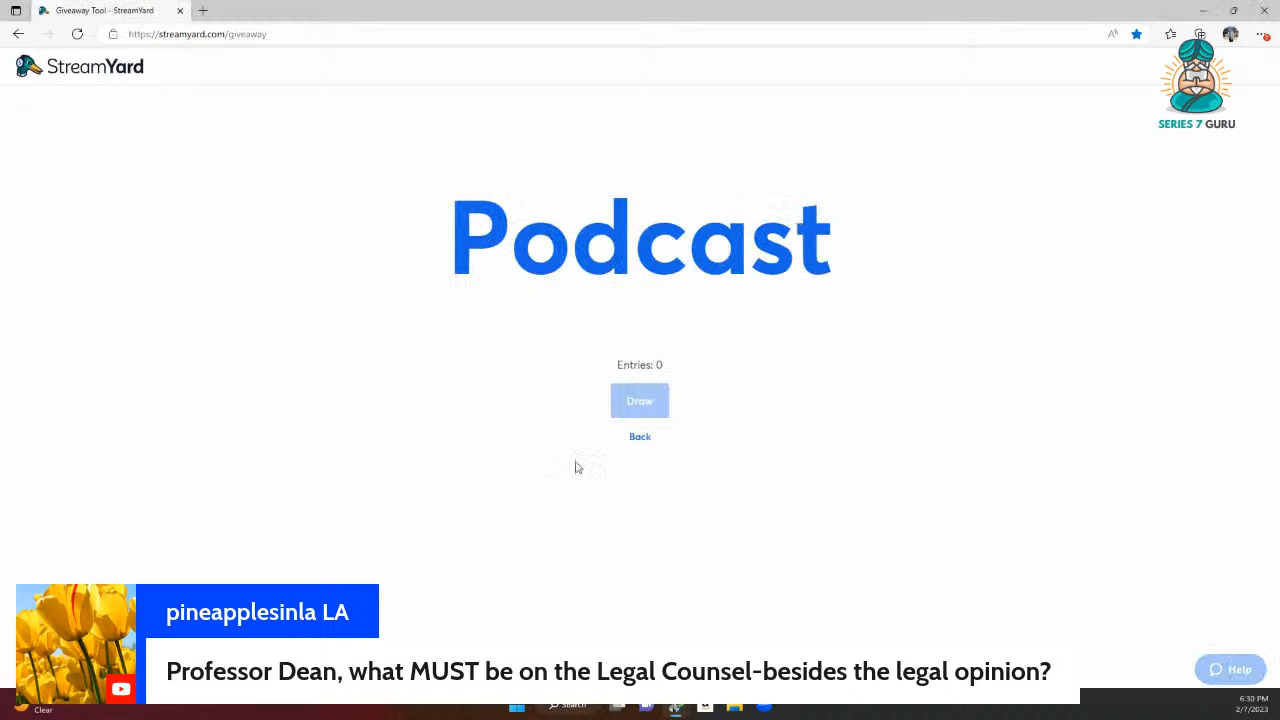 Giveaway Tool - StreamYard
https://streamyard.com/giveaway
StreamYard
SERIES 7 GURU
Podcast
Entries: 0
Draw
Back
pineapplesinla LA
Professor Dean, what MUST be on the Legal Counsel-besides the legal opinion?
Help
Clear
Search
6:30 PM
2/7/2023